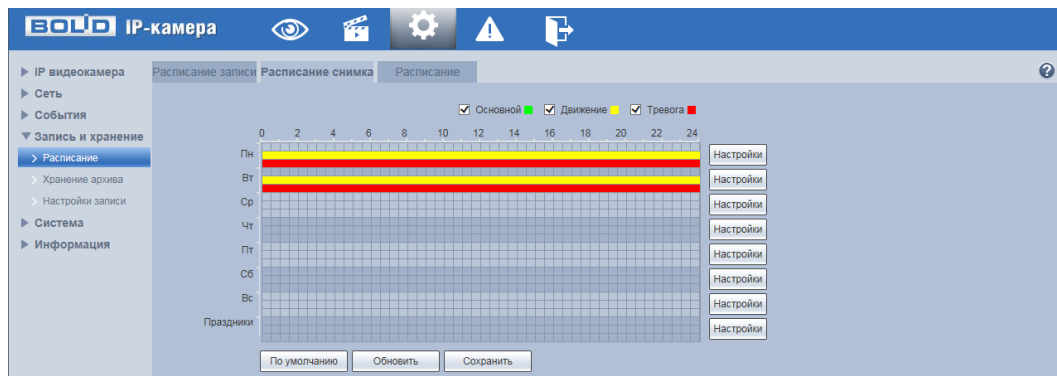 BOLID IP-камера
IP видеокамера
Сеть
События
Запись и хранение
Расписание
Хранение архива
Настройки записи
Система
Информация
Расписание записи Расписание снимка Расписание
Основной Движение Тревога
0 2 4 6 8 10 12 14 16 18 20 22 24
Пн Настройки
Вт Настройки
Ср Настройки
Чт Настройки
Пт Настройки
Сб Настройки
Вс Настройки
Праздники Настройки
По умолчанию Обновить Сохранить